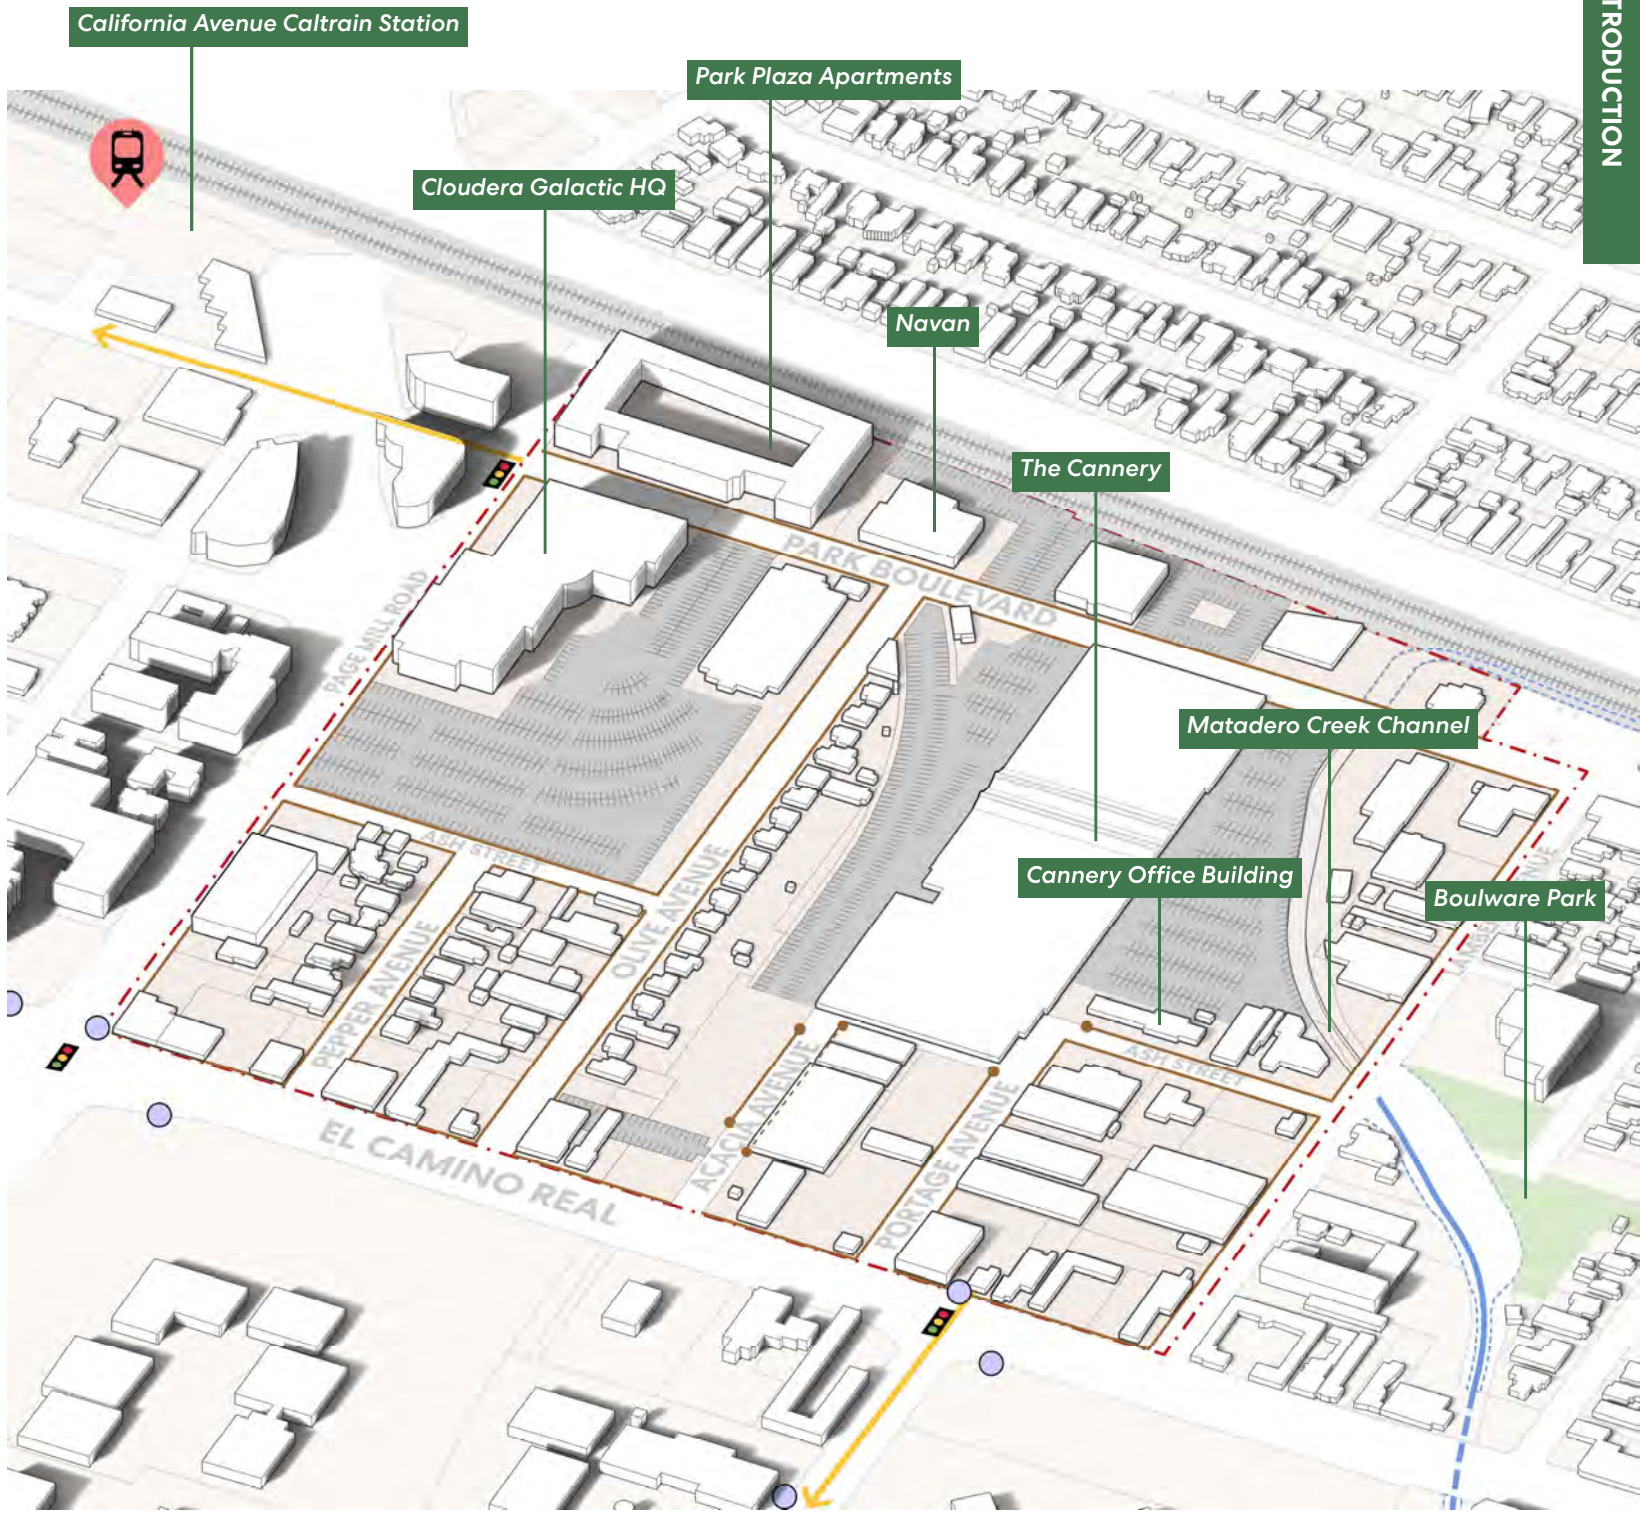 California Avenue Caltrain Station
TRODUCTION
Park Plaza Apartments
Cloudera Galactic HQ
Navan
The Cannery
PARK BOULEVARD
PAGE MILL ROAD
Matadero Creek Channel
ASH STREET
Cannery Office Building
Boulware Park
OLIVE AVENUE
PEPPER AVENUE
ASH STREET
ACACIA AVENUE
PORTAGE AVENUE
EL CAMINO REAL